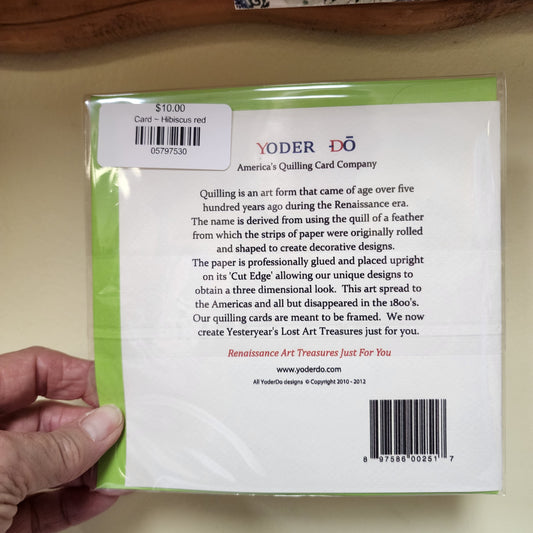 $10.00
Card ~ Hibiscus red
05797530
YODER DŌ
America's Quilling Card Company
Quilling is an art form that came of age over five
hundred years ago during the Renaissance era.
The name is derived from using the quill of a feather
from which the strips of paper were originally rolled
and shaped to create decorative designs.
The paper is professionally glued and placed upright
on its 'Cut Edge' allowing our unique designs to
obtain a three dimensional look. This art spread to
the Americas and all but disappeared in the 1800's.
Our quilling cards are meant to be framed. We now
create Yesteryear's Lost Art Treasures just for you.
Renaissance Art Treasures Just For You
www.yoderdo.com
All YoderDo designs © Copyright 2010 - 2012
8 97586 00251 7